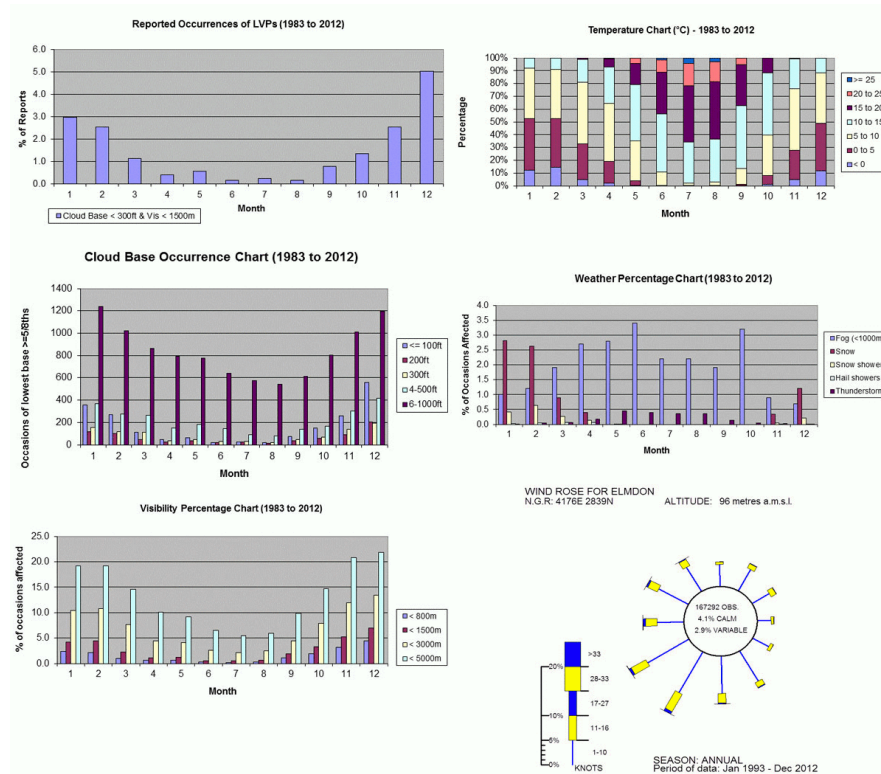 Reported Occurrences of LVPs (1983 to 2012)
6.0
5.0
4.0
3.0
2.0
1.0
0.0
% of Reports
1 2 3 4 5 6 7 8 9 10 11 12
Month
Cloud Base < 300ft & Vis < 1500m
Temperature Chart (°C) - 1983 to 2012
100%
90%
80%
70%
60%
50%
40%
30%
20%
10%
0%
Percentage
1 2 3 4 5 6 7 8 9 10 11 12
Month
>= 25
20 to 25
15 to 20
10 to 15
5 to 10
0 to 5
< 0
Cloud Base Occurrence Chart (1983 to 2012)
1400
1200
1000
800
600
400
200
0
Occasions of lowest base >=5/8ths
1 2 3 4 5 6 7 8 9 10 11 12
Month
<= 100ft
200ft
300ft
4-500ft
6-1000ft
Weather Percentage Chart (1983 to 2012)
4.0
3.5
3.0
2.5
2.0
1.5
1.0
0.5
0.0
% of Occasions Affected
1 2 3 4 5 6 7 8 9 10 11 12
Month
Fog (<1000m
Snow
Snow shower
Hail showers
Thunderstorm
Visibility Percentage Chart (1983 to 2012)
25.0
20.0
15.0
10.0
5.0
0.0
% of occasions affected
1 2 3 4 5 6 7 8 9 10 11 12
Month
< 800m
< 1500m
< 3000m
< 5000m
WIND ROSE FOR ELMDON
N.G.R: 4176E 2839N ALTITUDE: 96 metres a.m.s.l.
167292 OBS.
4.1% CALM
2.9% VARIABLE
>33
20%
28-33
17-27
10%
11-16
5%
1-10
0%
KNOTS
SEASON: ANNUAL
Period of data: Jan 1993 - Dec 2012